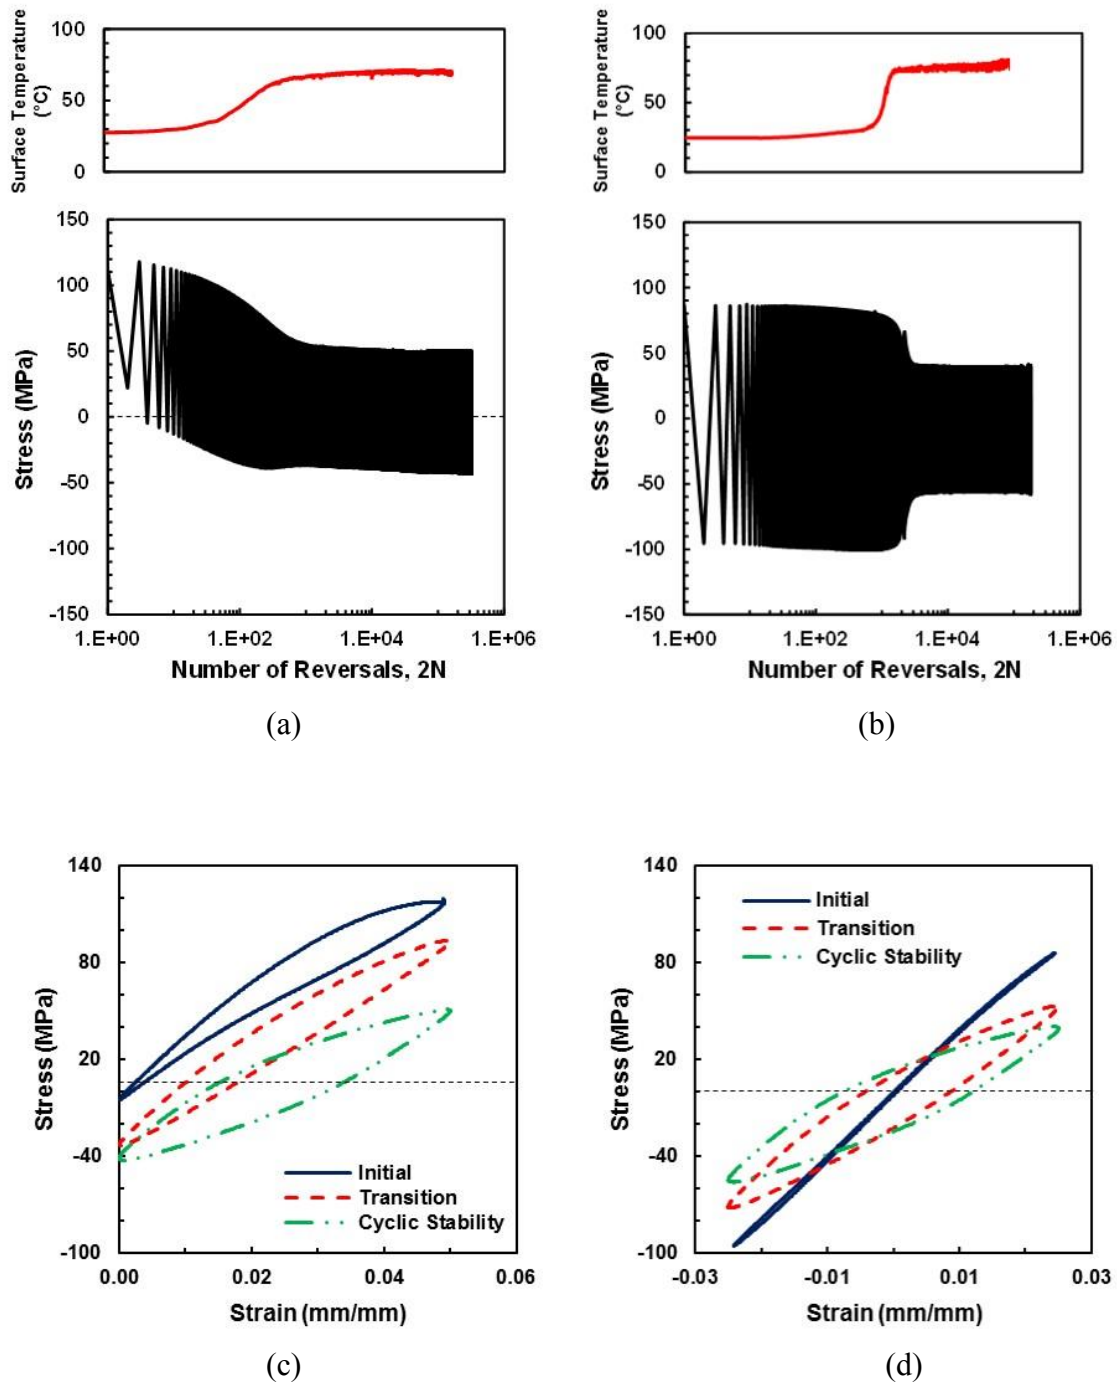 Surface Temperature
(°C)
100
50
0
Stress (MPa)
150
100
50
0
-50
-100
-150
1.E+00 1.E+02 1.E+04 1.E+06
Number of Reversals, 2N
(a)
Surface Temperature
(°C)
100
50
0
Stress (MPa)
150
100
50
0
-50
-100
-150
1.E+00 1.E+02 1.E+04 1.E+06
Number of Reversals, 2N
(b)
Stress (MPa)
140
80
20
-40
-100
Initial
Transition
Cyclic Stability
0.00 0.02 0.04 0.06
Strain (mm/mm)
(c)
Stress (MPa)
140
80
20
-40
-100
Initial
Transition
Cyclic Stability
-0.03 -0.01 0.01 0.03
Strain (mm/mm)
(d)